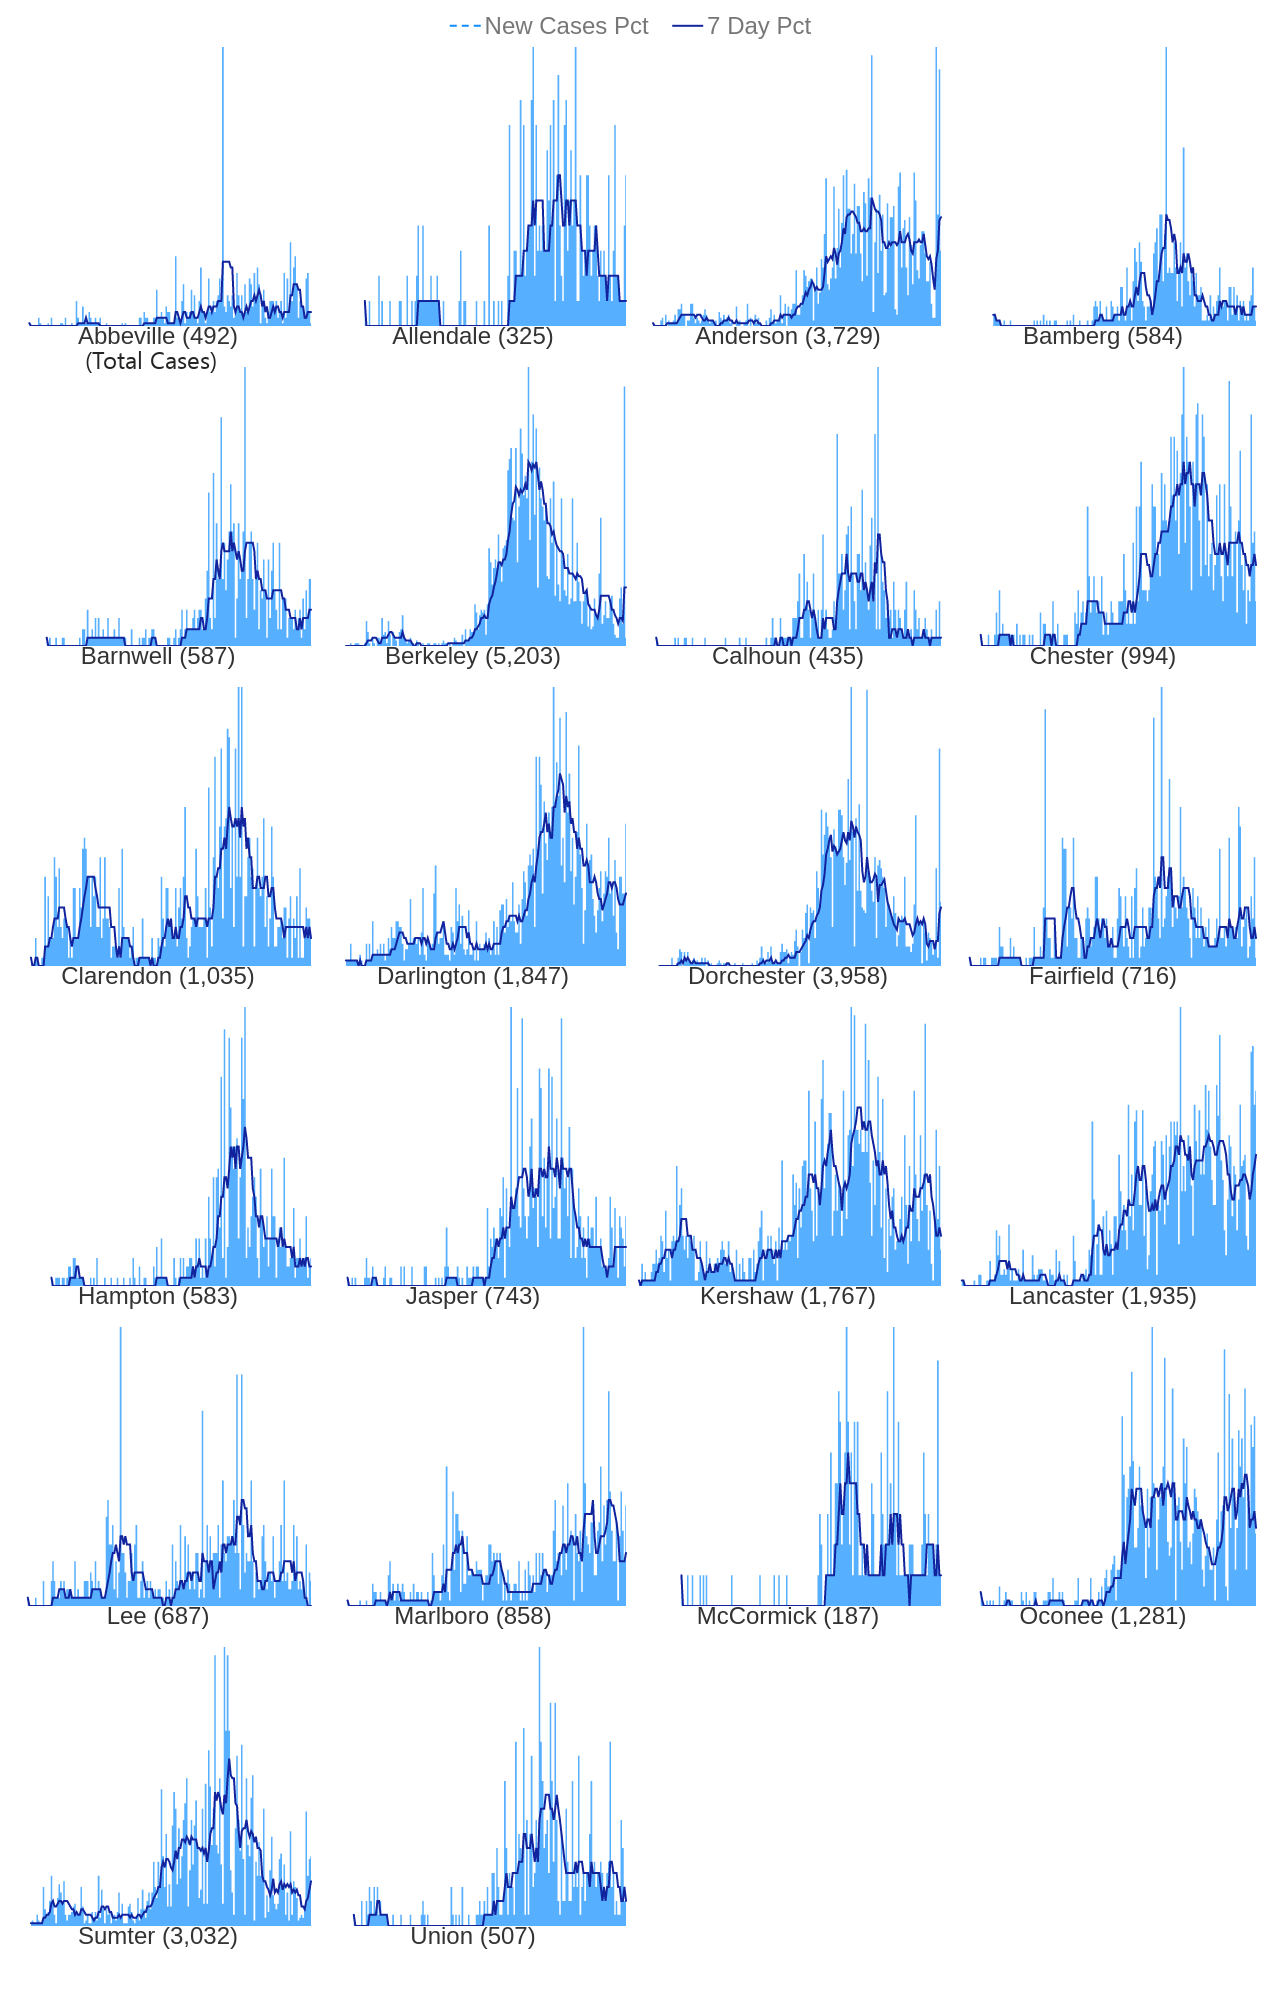 New Cases Pct 7 Day Pct
Abbeville (492) Allendale (325) Anderson (3,729) Bamberg (584)
(Total Cases)
Barnwell (587) Berkeley (5,203) Calhoun (435) Chester (994)
Clarendon (1,035) Darlington (1,847) Dorchester (3,958) Fairfield (716)
Hampton (583) Jasper (743) Kershaw (1,767) Lancaster (1,935)
Lee (687) Marlboro (858) McCormick (187) Oconee (1,281)
Sumter (3,032) Union (507)